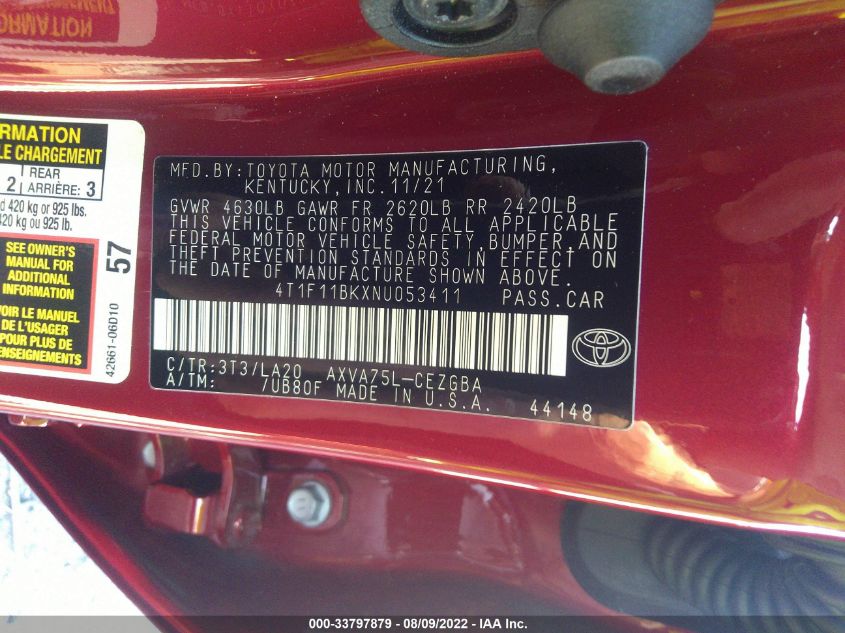 INFORMATION
RMATION
LE CHARGEMENT
2 REAR ARRIÈRE: 3
d 420 kg or 925 lbs.
420 kg ou 925 lb.
SEE OWNER'S
MANUAL FOR
ADDITIONAL
INFORMATION
VOIR LE MANUEL
DE L'USAGER
POUR PLUS DE
RENSEIGNEMENTS
57
42661-06D10
MFD.BY:TOYOTA MOTOR MANUFACTURING,
KENTUCKY, INC.11/21
GVWR 4630LB GAWR FR 2620LB RR 2420LB
THIS VEHICLE CONFORMS TO ALL APPLICABLE
FEDERAL MOTOR VEHICLE SAFETY,BUMPER,AND
THEFT PREVENTION STANDARDS IN EFFECT ON
THE DATE OF MANUFACTURE SHOWN ABOVE.
4T1F11BKXNU053411 PASS.CAR
C/TR:3T3/LA20 AXVA75L-CEZGBA
A/TM: /UB80F MADE IN U.S.A. 44148
000-33797879 - 08/09/2022 - IAA Inc.